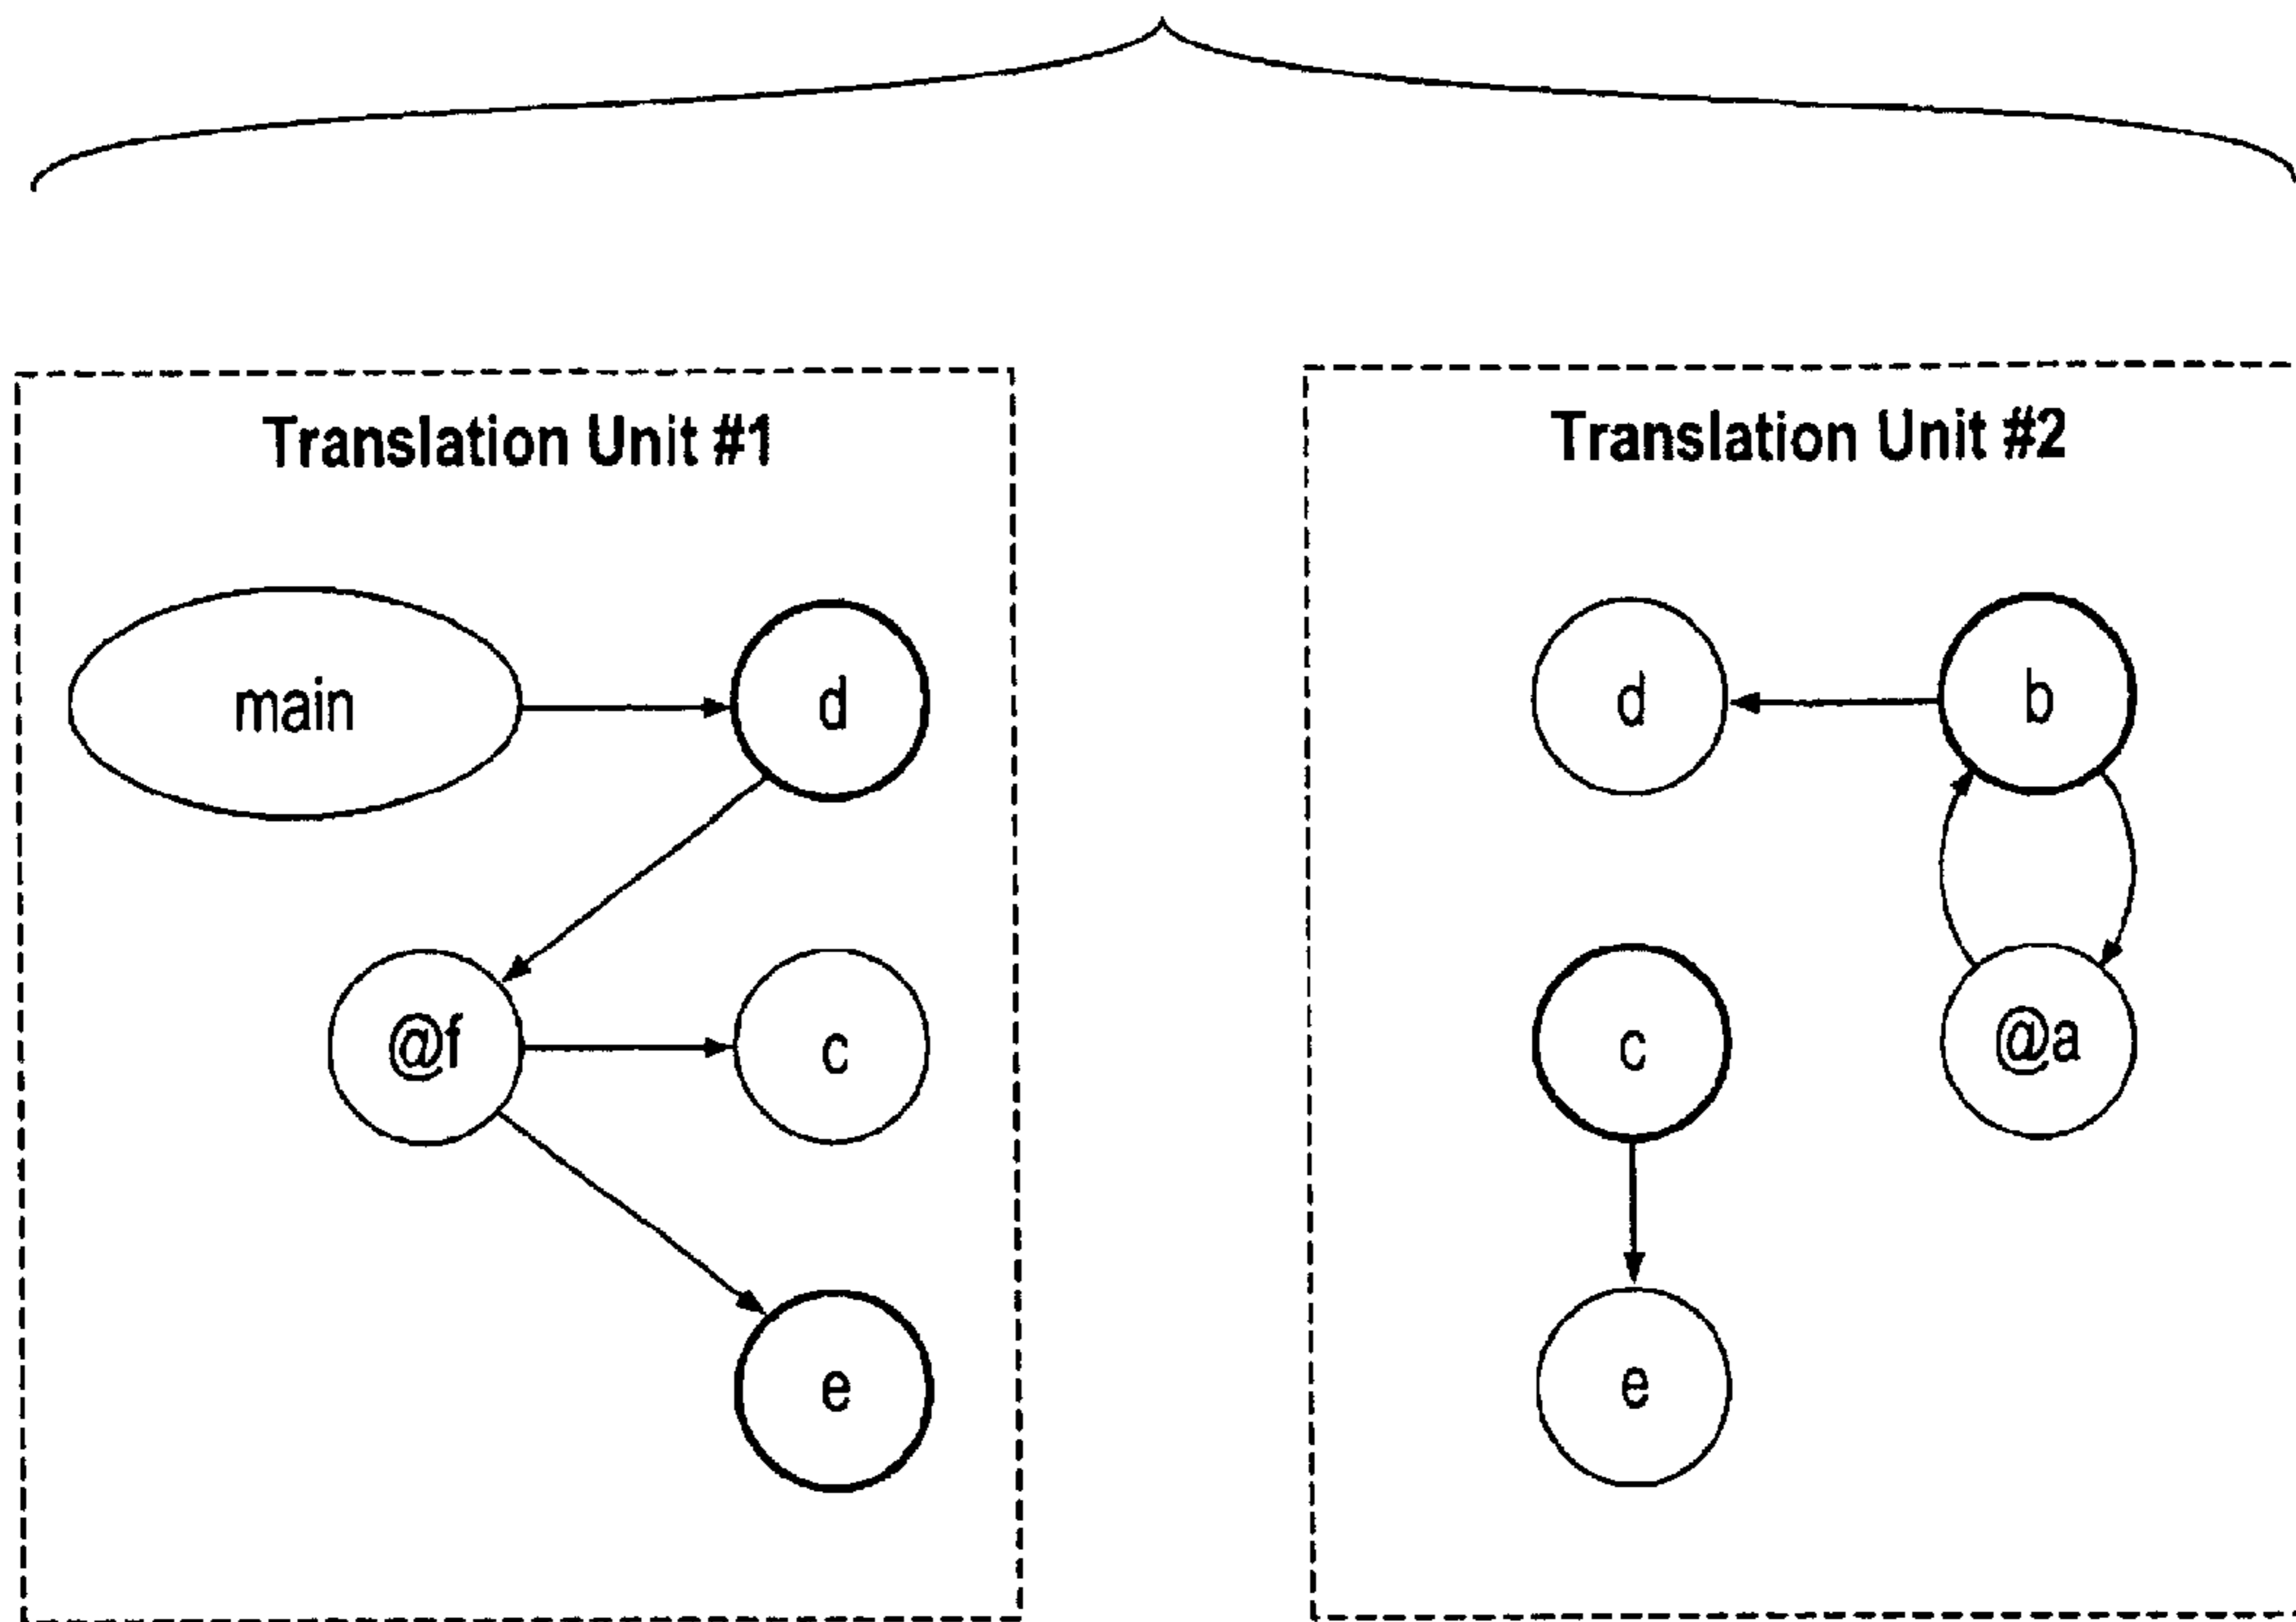 Translation Unit #1
main
d
@f
c
e
Translation Unit #2
d
b
c
@a
e